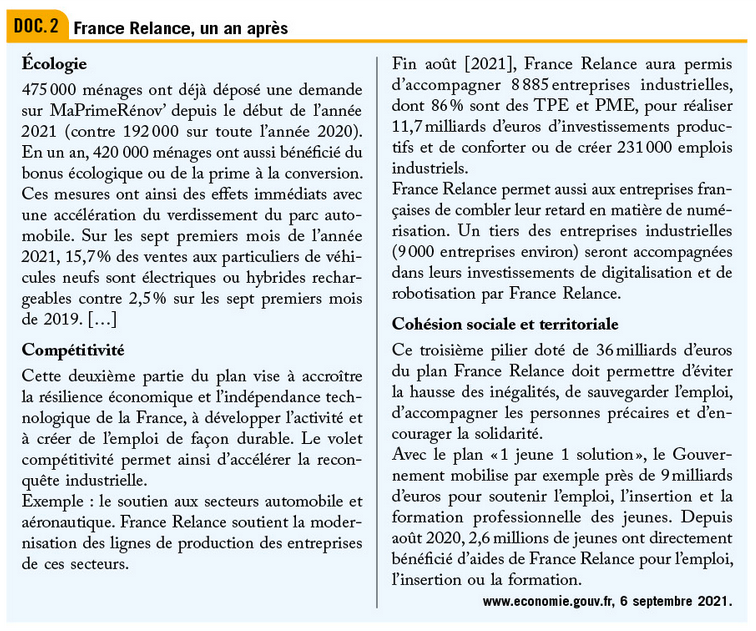 DOC. 2 France Relance, un an après
Écologie
475 000 ménages ont déjà déposé une demande
sur MaPrimeRénov’ depuis le début de l’année
2021 (contre 192 000 sur toute l’année 2020).
En un an, 420 000 ménages ont aussi bénéficié du
bonus écologique ou de la prime à la conversion.
Ces mesures ont ainsi des effets immédiats avec
une accélération du verdissement du parc auto-
mobile. Sur les sept premiers mois de l’année
2021, 15,7 % des ventes aux particuliers de véhi-
cules neufs sont électriques ou hybrides rechar-
geables contre 2,5 % sur les sept premiers mois
de 2019. […]
Compétitivité
Cette deuxième partie du plan vise à accroître
la résilience économique et l’indépendance tech-
nologique de la France, à développer l’activité et
à créer de l’emploi de façon durable. Le volet
compétitivité permet ainsi d’accélérer la recon-
quête industrielle.
Exemple : le soutien aux secteurs automobile et
aéronautique. France Relance soutient la moder-
nisation des lignes de production des entreprises
de ces secteurs.
Fin août [2021], France Relance aura permis
d’accompagner 8 885 entreprises industrielles,
dont 86 % sont des TPE et PME, pour réaliser
11,7 milliards d’euros d’investissements produc-
tifs et de conforter ou de créer 231 000 emplois
industriels.
France Relance permet aussi aux entreprises fran-
çaises de combler leur retard en matière de numé-
risation. Un tiers des entreprises industrielles
(9 000 entreprises environ) seront accompagnées
dans leurs investissements de digitalisation et de
robotisation par France Relance.
Cohésion sociale et territoriale
Ce troisième pilier doté de 36 milliards d’euros
du plan France Relance doit permettre d’éviter
la hausse des inégalités, de sauvegarder l’emploi,
d’accompagner les personnes précaires et d’en-
courager la solidarité.
Avec le plan « 1 jeune 1 solution », le Gouver-
nement mobilise par exemple près de 9 milliards
d’euros pour soutenir l’emploi, l’insertion et la
formation professionnelle des jeunes. Depuis
août 2020, 2,6 millions de jeunes ont directement
bénéficié d’aides de France Relance pour l’emploi,
l’insertion ou la formation.
www.economie.gouv.fr, 6 septembre 2021.